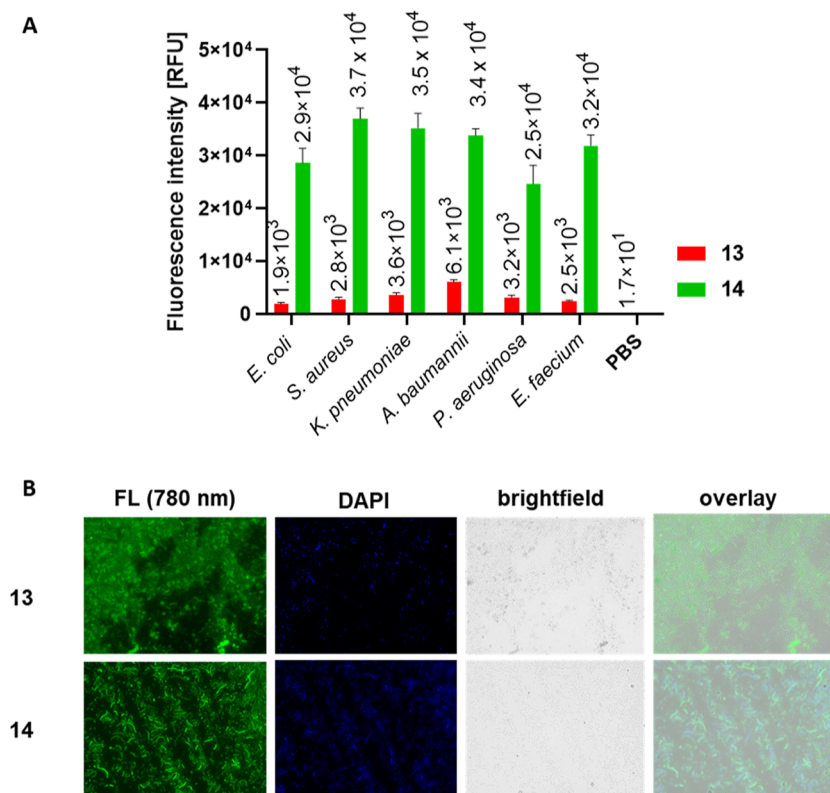 A
Fluorescence intensity [RFU]
5×10⁴
4×10⁴
3×10⁴
2×10⁴
1×10⁴
0
1.9×10³
2.9×10⁴
2.8×10³
3.7 x 10⁴
3.6×10³
3.5 x 10⁴
6.1×10³
3.4 x 10⁴
3.2×10³
2.5×10⁴
2.5×10³
3.2×10⁴
1.7×10¹
E. coli
S. aureus
K. pneumoniae
A. baumannii
P. aeruginosa
E. faecium
PBS
13
14
B
FL (780 nm) DAPI brightfield overlay
13
14